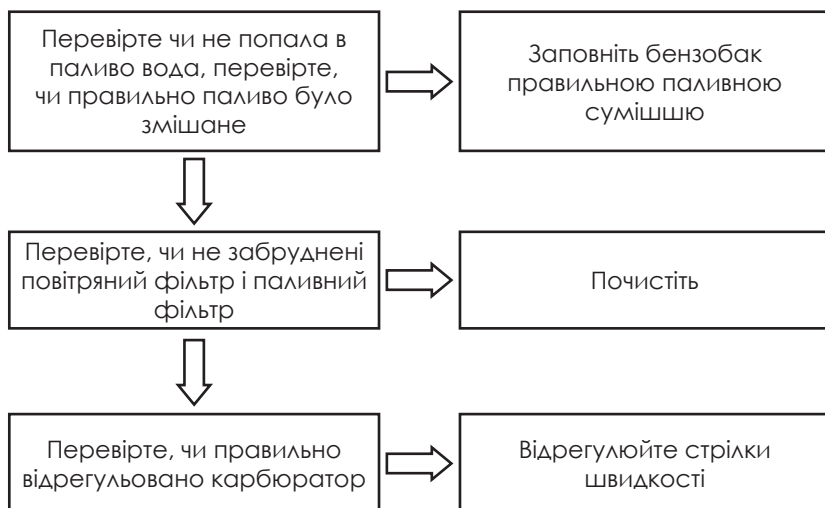 Перевірте чи не попала в
паливо вода, перевірте,
чи правильно паливо було
змішане
Заповніть бензобак
правильною паливною
сумішшю
Перевірте, чи не забруднені
повітряний фільтр і паливний
фільтр
Почистіть
Перевірте, чи правильно
відрегульовано карбюратор
Відрегулюйте стрілки
швидкості